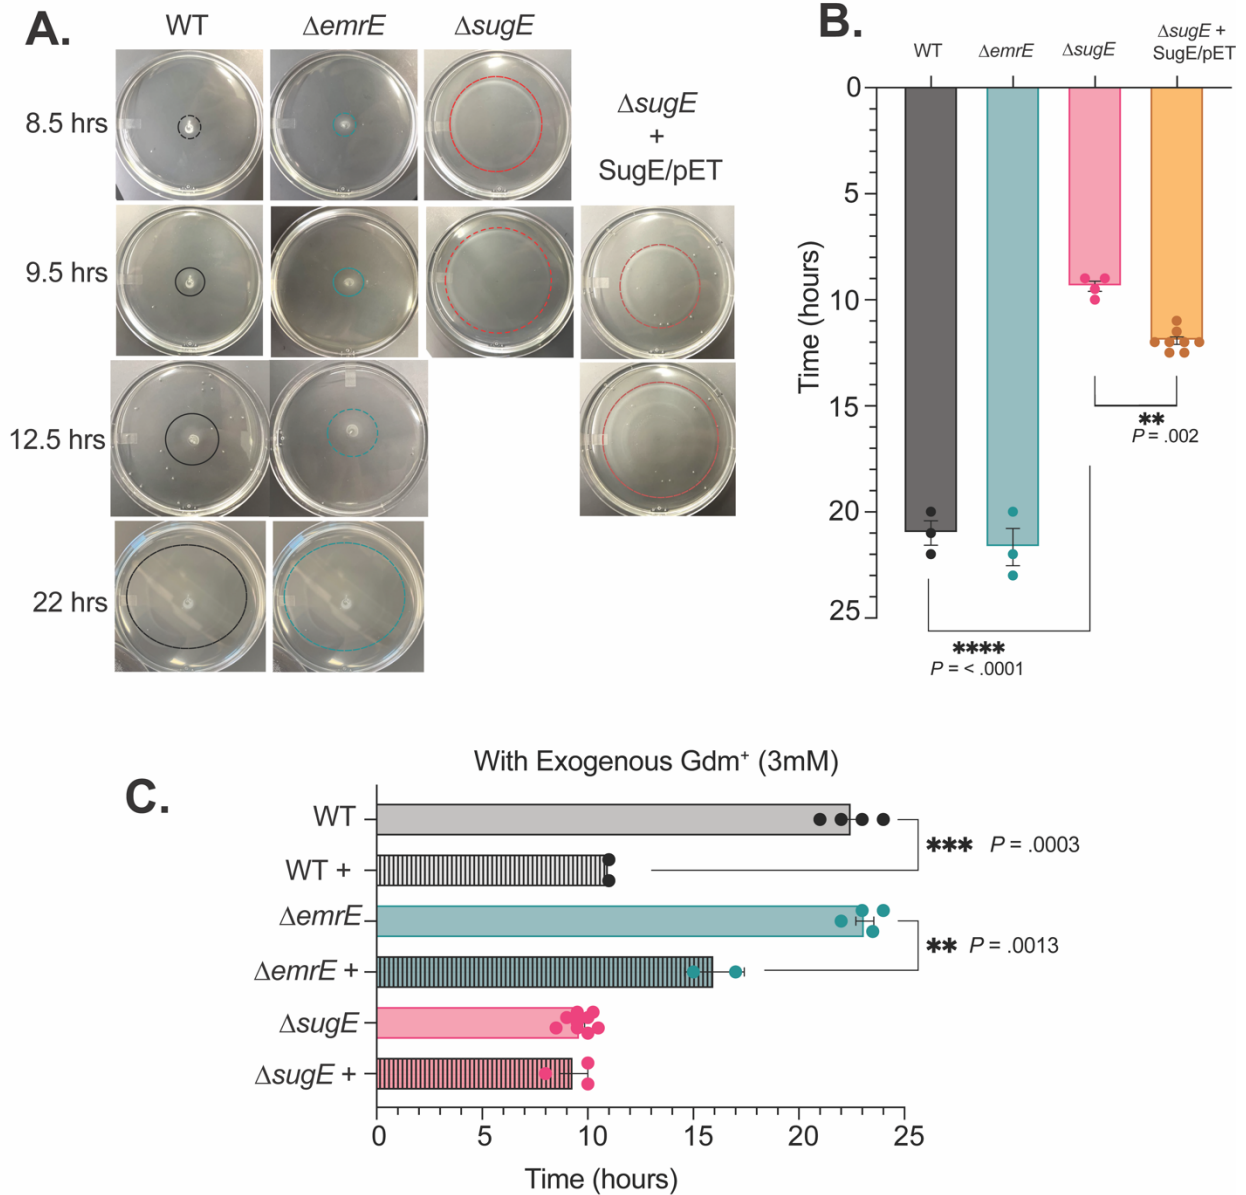 A.
WT
ΔemrE
ΔsugE
8.5 hrs
ΔsugE
+
SugE/pET
9.5 hrs
12.5 hrs
22 hrs
B.
WT
ΔemrE
ΔsugE
ΔsugE +
SugE/pET
0
5
10
15
20
25
Time (hours)
**
P = .002
****
P = < .0001
C.
With Exogenous Gdm⁺ (3mM)
WT
WT +
ΔemrE
ΔemrE +
ΔsugE
ΔsugE +
*** P = .0003
** P = .0013
0 5 10 15 20 25
Time (hours)